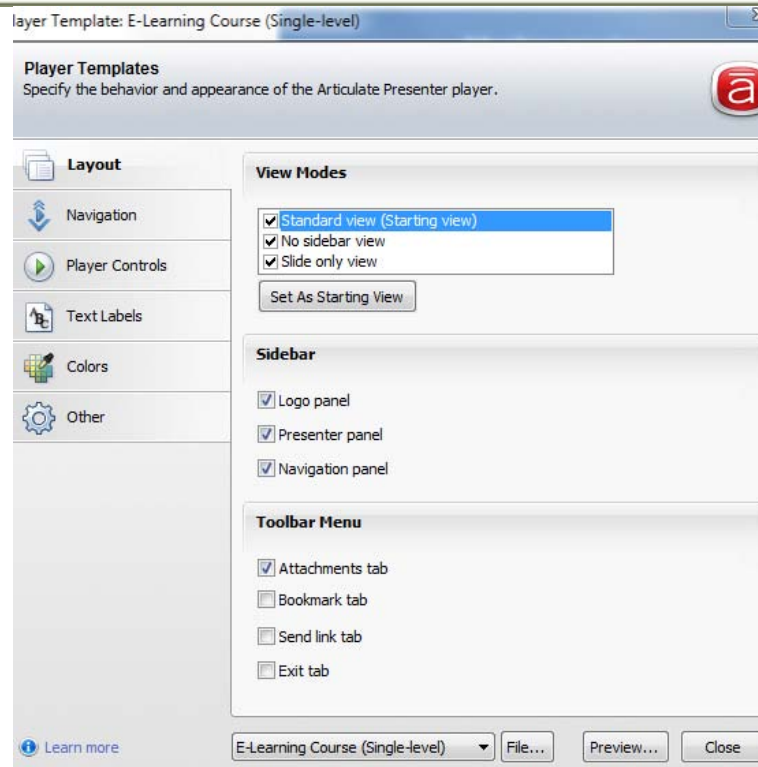 layer Template: E-Learning Course (Single-level)
Player Templates
Specify the behavior and appearance of the Articulate Presenter player.
Layout
Navigation
Player Controls
Text Labels
Colors
Other
View Modes
Standard view (Starting view)
No sidebar view
Slide only view
Set As Starting View
Sidebar
Logo panel
Presenter panel
Navigation panel
Toolbar Menu
Attachments tab
Bookmark tab
Send link tab
Exit tab
Learn more
E-Learning Course (Single-level)
File...
Preview...
Close